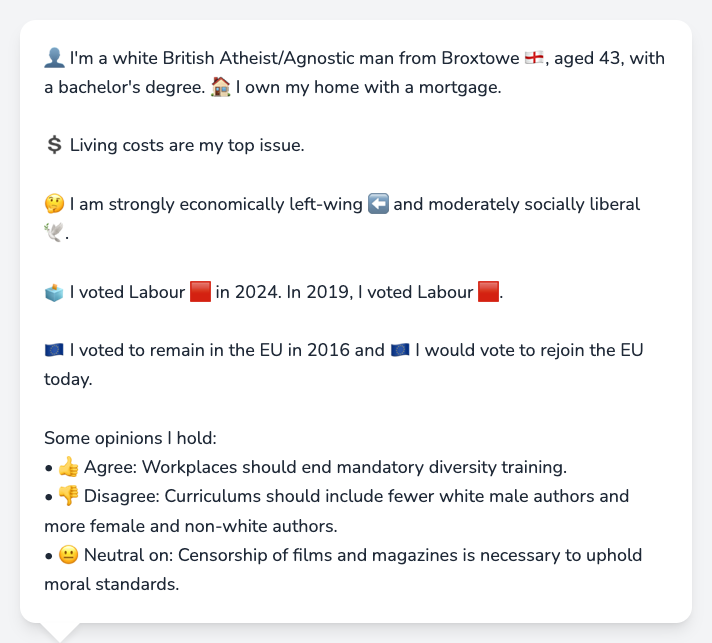 👤 I'm a white British Atheist/Agnostic man from Broxtowe 🏴󠁧󠁢󠁥󠁮󠁧󠁿, aged 43, with
a bachelor's degree. 🏠 I own my home with a mortgage.
💲 Living costs are my top issue.
🤔 I am strongly economically left-wing ⬅️ and moderately socially liberal
🕊️.
🗳️ I voted Labour 🟥 in 2024. In 2019, I voted Labour 🟥.
🇪🇺 I voted to remain in the EU in 2016 and 🇪🇺 I would vote to rejoin the EU
today.
Some opinions I hold:
• 👍 Agree: Workplaces should end mandatory diversity training.
• 👎 Disagree: Curriculums should include fewer white male authors and
more female and non-white authors.
• 😐 Neutral on: Censorship of films and magazines is necessary to uphold
moral standards.